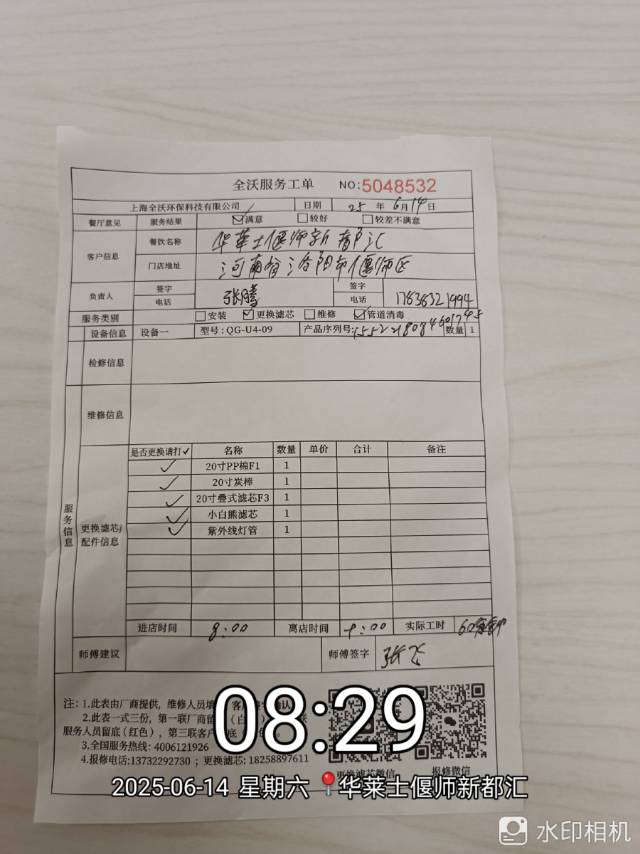 全沃服务工单 NO:5048532
上海全沃环保科技有限公司 日期 25 年 6月14日
餐厅意见 服务结果 满意 较好 较差不满意
客户信息 餐饮名称 华莱士偃师新都汇
门店地址 河南省洛阳市偃师区
负责人 签字 张腾 签字
电话 电话 17838321994
服务类别 安装 更换滤芯 维修 管道消毒
设备信息 设备一 型号：QG-U4-09 产品序列号： 数量 1
检修信息
维修信息
服务信息
更换滤芯/配件信息
是否更换请打✓ 名称 数量 单价 合计 备注
✓ 20寸PP棉F1 1
✓ 20寸炭棒 1
✓ 20寸叠式滤芯F3 1
✓ 小白熊滤芯 1
✓ 紫外线灯管 1
进店时间 8:00 离店时间 9:00 实际工时 60
师傅建议 师傅签字 张飞
注：1.此表由厂商提供，维修人员填
2.此表一式三份，第一联厂商留
服务人员留底(红色)，第三联客
3.全国服务热线：4006121926
4.报修电话:13732292730 ；更换滤芯:18258897611
报修微信
08:29
2025-06-14 星期六 华莱士偃师新都汇
水印相机